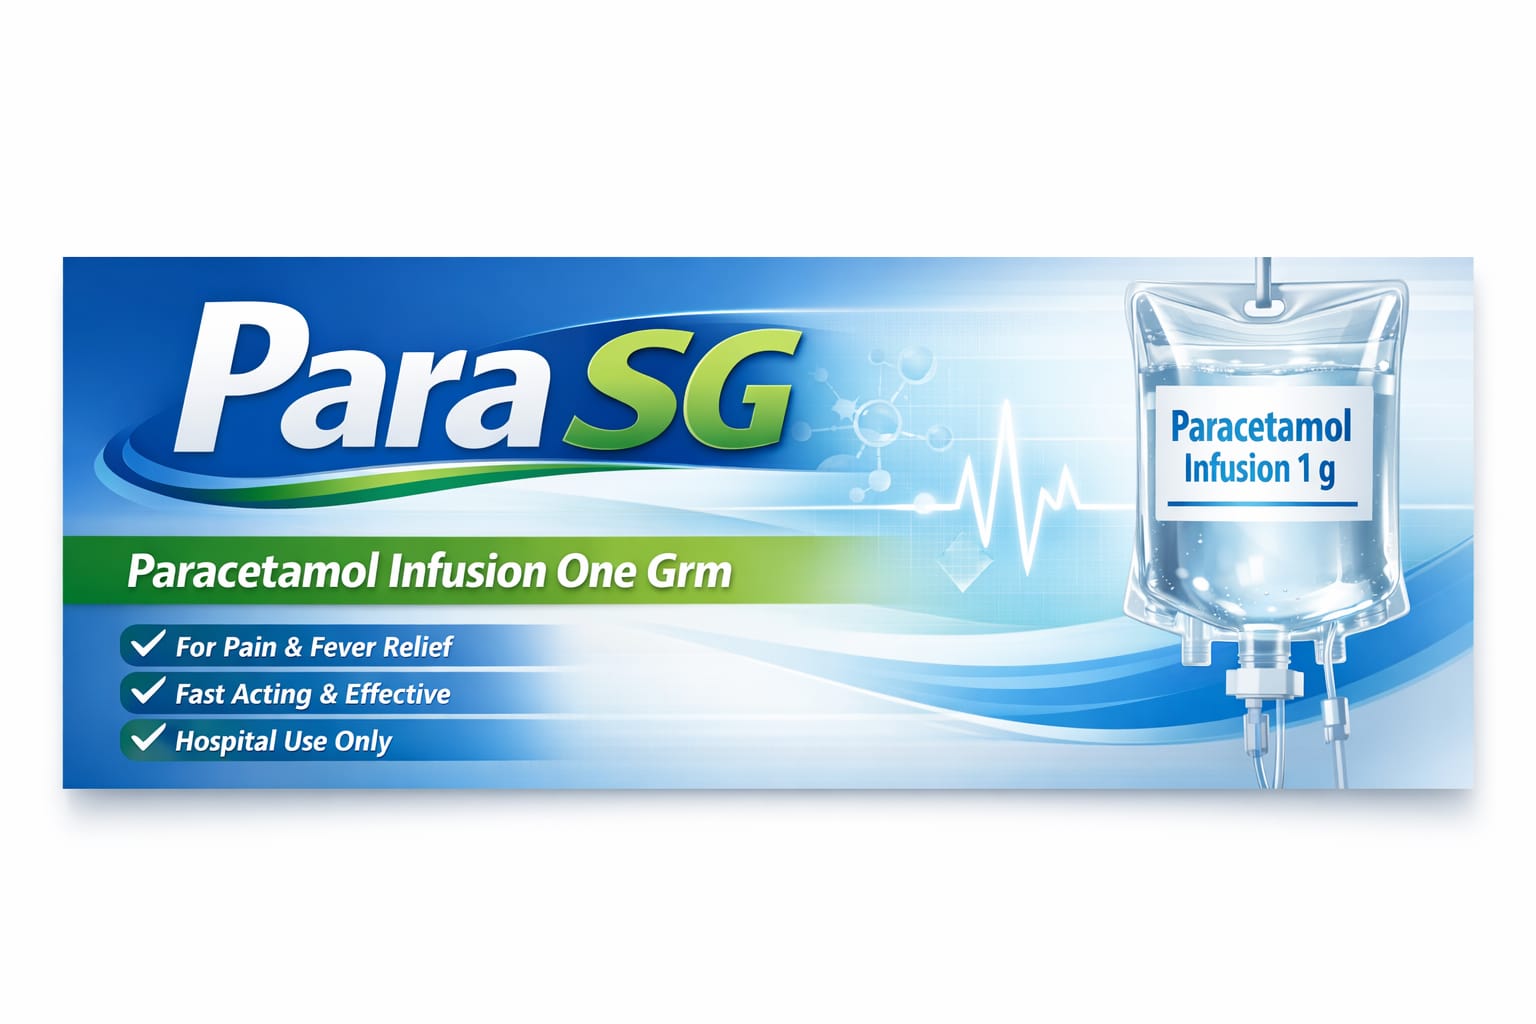 Para SG
Paracetamol Infusion One Grm
For Pain & Fever Relief
Fast Acting & Effective
Hospital Use Only
Paracetamol
Infusion 1 g